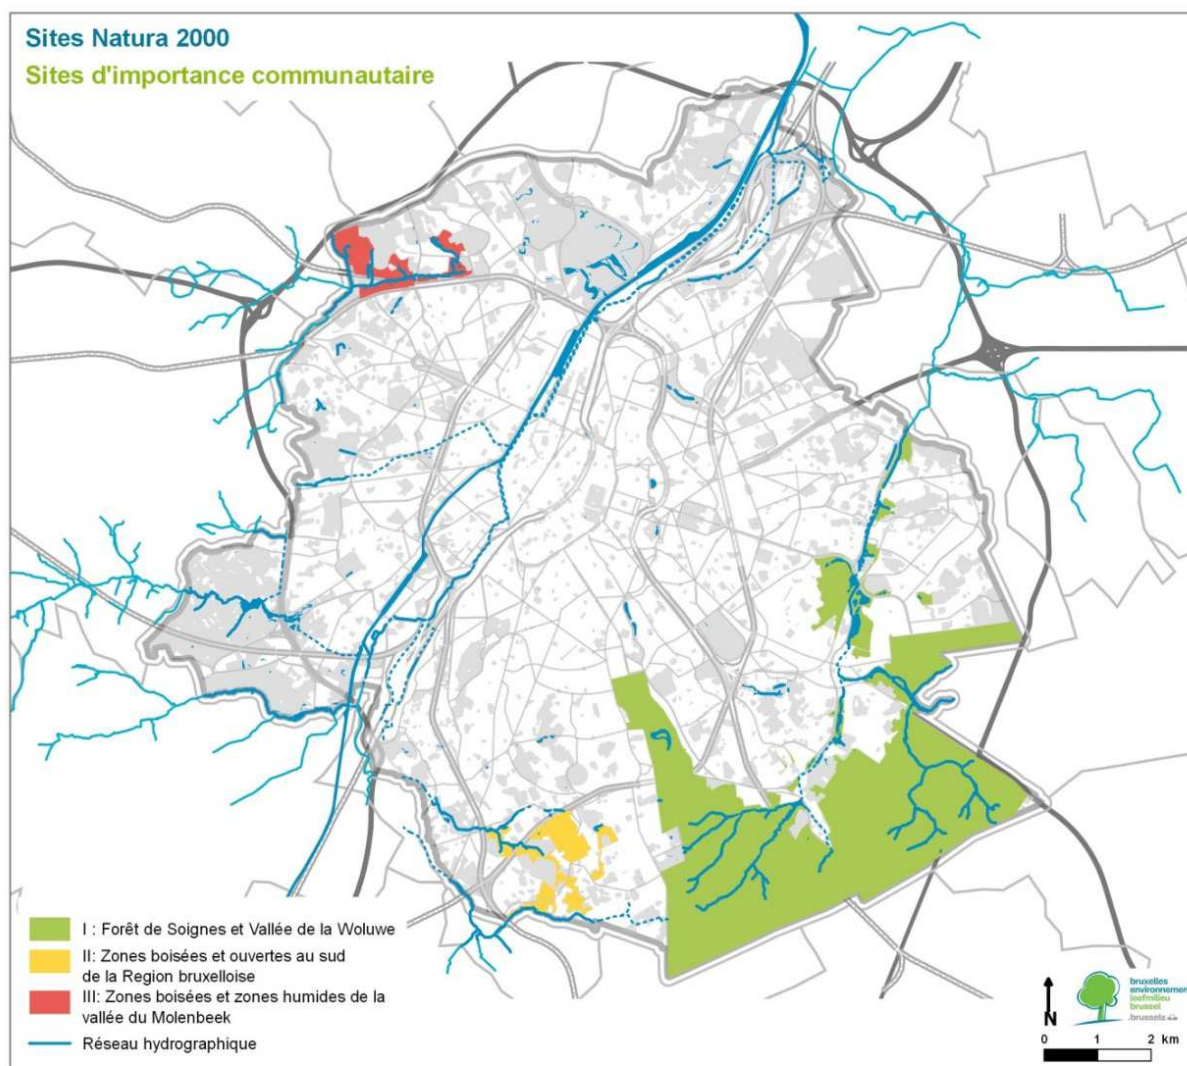 Sites Natura 2000
Sites d'importance communautaire
I : Forêt de Soignes et Vallée de la Woluwe
II: Zones boisées et ouvertes au sud
de la Region bruxelloise
III: Zones boisées et zones humides de la
vallée du Molenbeek
Réseau hydrographique
N
bruxelles
environnement
leefmilieu
brussel
.brussels
0 1 2 km